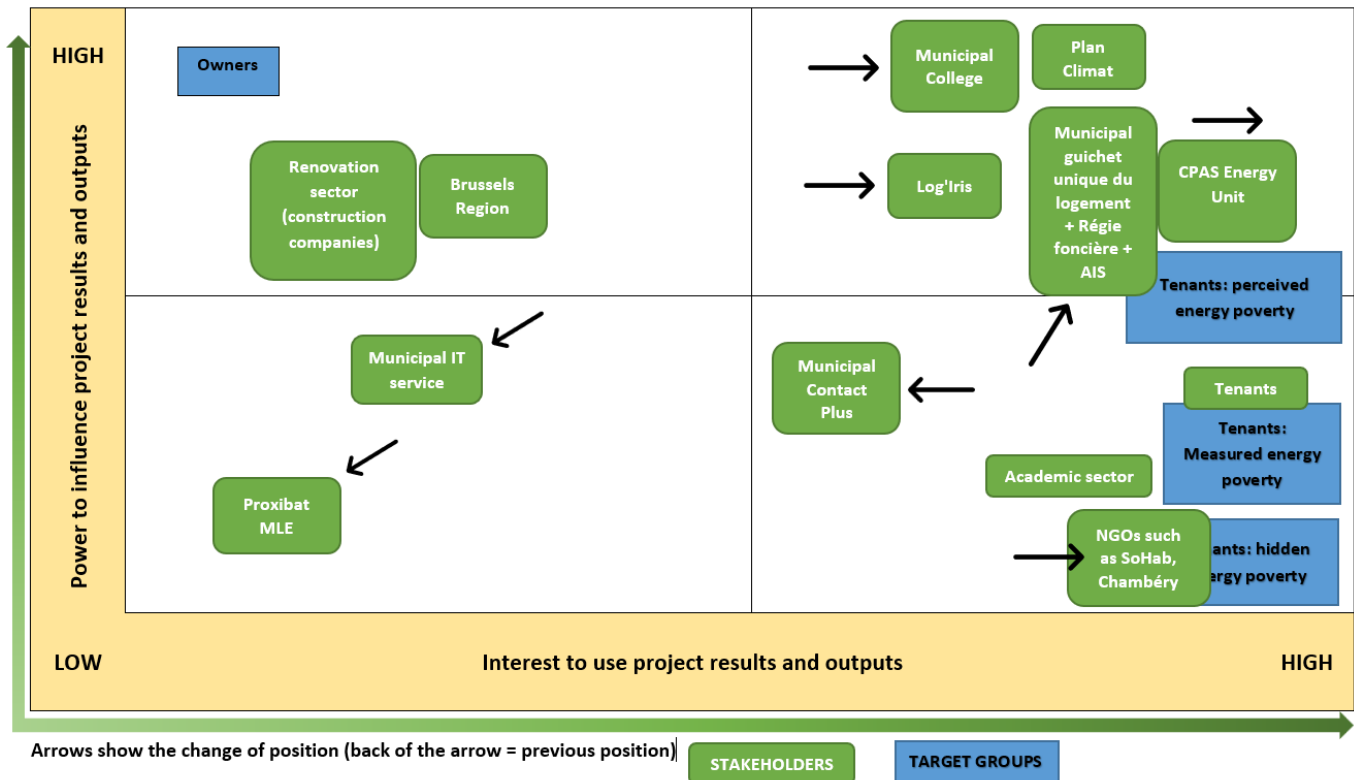 HIGH
Power to influence project results and outputs
LOW
Owners
Renovation
sector
(construction
companies)
Brussels
Region
Municipal
College
Plan
Climat
Log'Iris
Municipal
guichet
unique du
logement
+ Régie
foncière +
AIS
CPAS Energy
Unit
Tenants: perceived
energy poverty
Municipal IT
service
Proxibat
MLE
Municipal
Contact
Plus
Tenants
Tenants:
Measured energy
poverty
Academic sector
NGOs such
as SoHab,
Chambéry
ants: hidden
ergy poverty
Interest to use project results and outputs
HIGH
Arrows show the change of position (back of the arrow = previous position)
STAKEHOLDERS
TARGET GROUPS